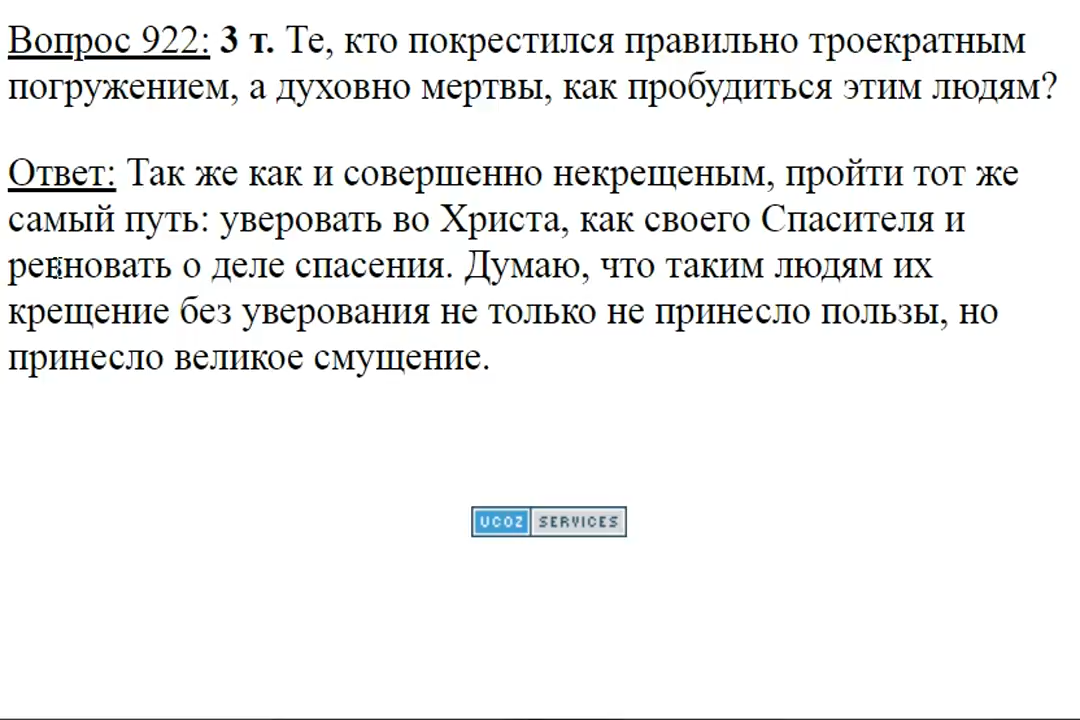 Вопрос 922: 3 т. Те, кто покрестился правильно троекратным
погружением, а духовно мертвы, как пробудиться этим людям?
Ответ: Так же как и совершенно некрещеным, пройти тот же
самый путь: уверовать во Христа, как своего Спасителя и
ревновать о деле спасения. Думаю, что таким людям их
крещение без уверования не только не принесло пользы, но
принесло великое смущение.
UCOZ SERVICES